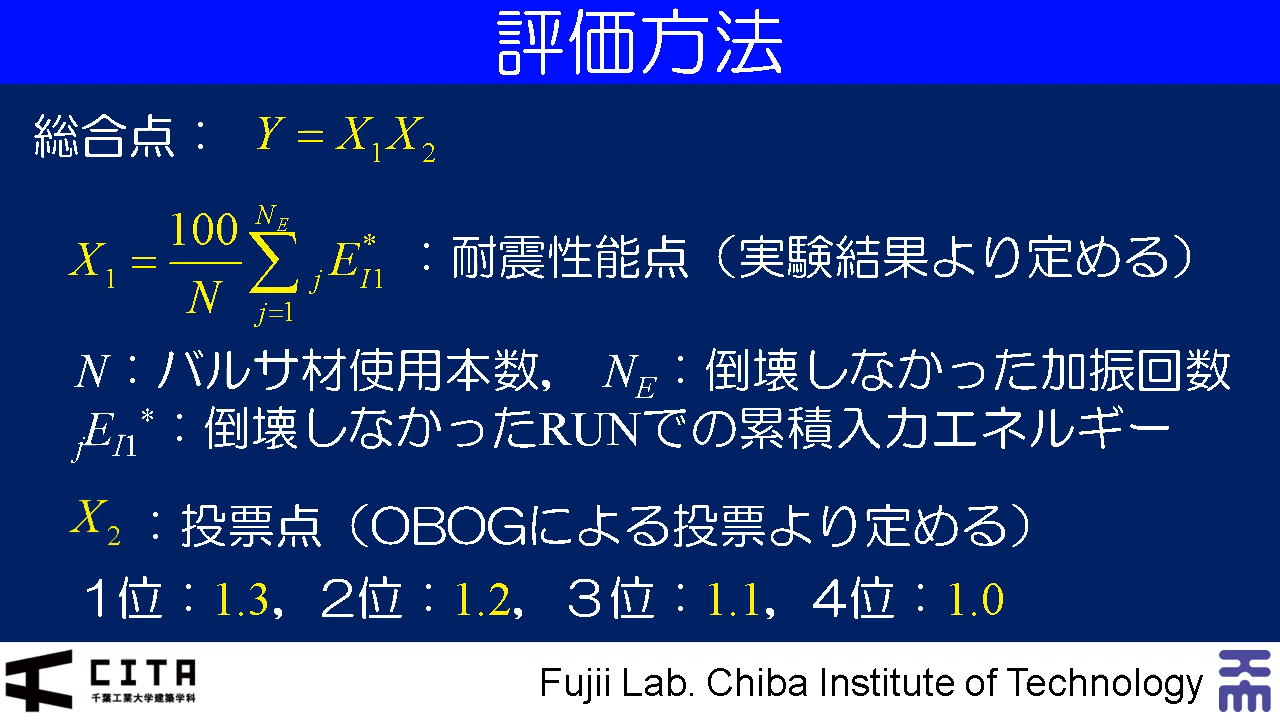 評価方法
総合点： Y = X₁X₂
X₁ = 100/N ∑_{j=1}^{N_E} _jE*_{I1} ：耐震性能点（実験結果より定める）
N：バルサ材使用本数， N_E：倒壊しなかった加振回数
_jE_{I1}*：倒壊しなかったRUNでの累積入力エネルギー
X₂：投票点（OBOGによる投票より定める）
1位：1.3，2位：1.2，3位：1.1，4位：1.0
CITA
千葉工業大学建築学科
Fujii Lab. Chiba Institute of Technology